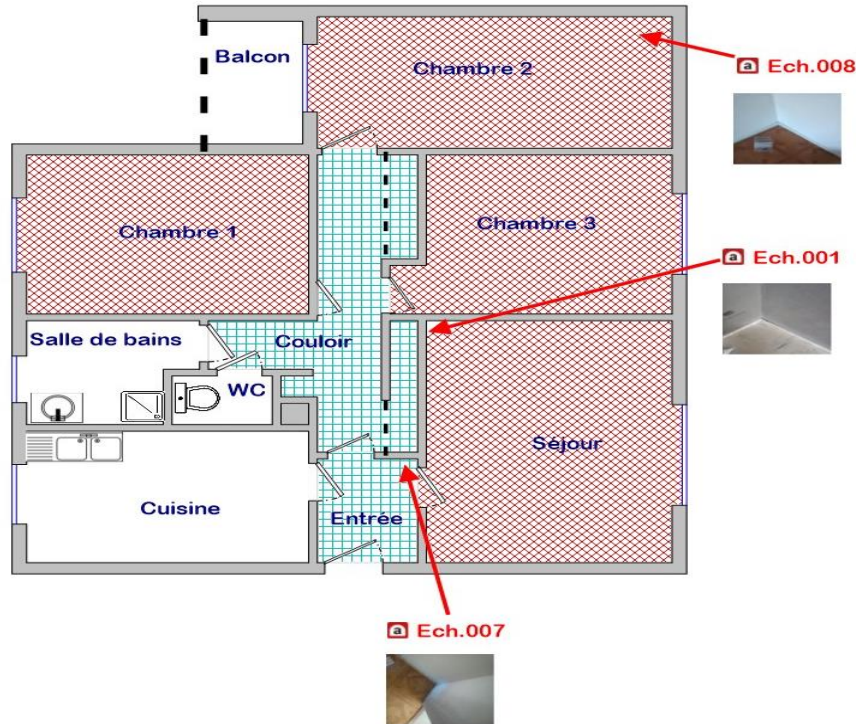 Balcon
Chambre 2
a Ech.008
Chambre 1
Chambre 3
a Ech.001
Salle de bains
Couloir
WC
Séjour
Cuisine
Entrée
a Ech.007